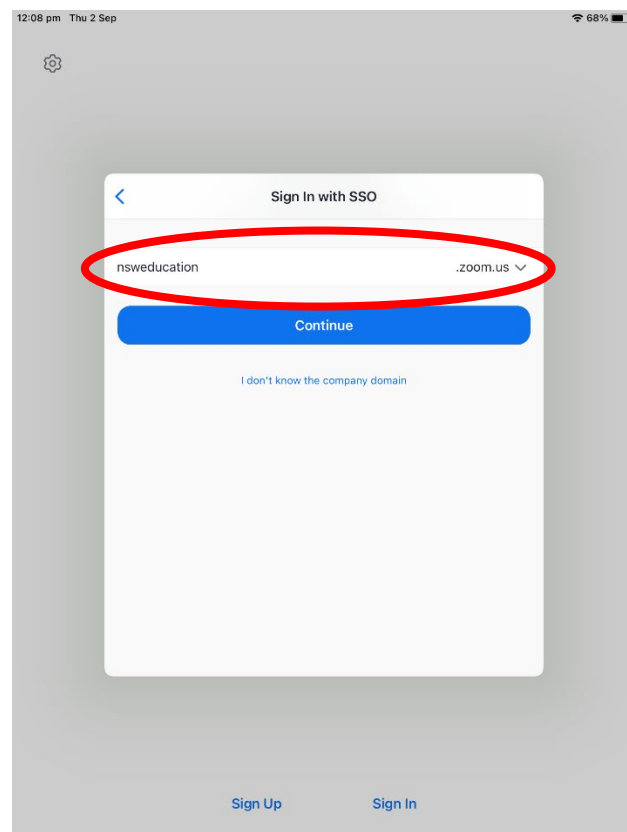 12:08 pm Thu 2 Sep 68%
Sign In with SSO
nsweducation .zoom.us
Continue
I don't know the company domain
Sign Up Sign In